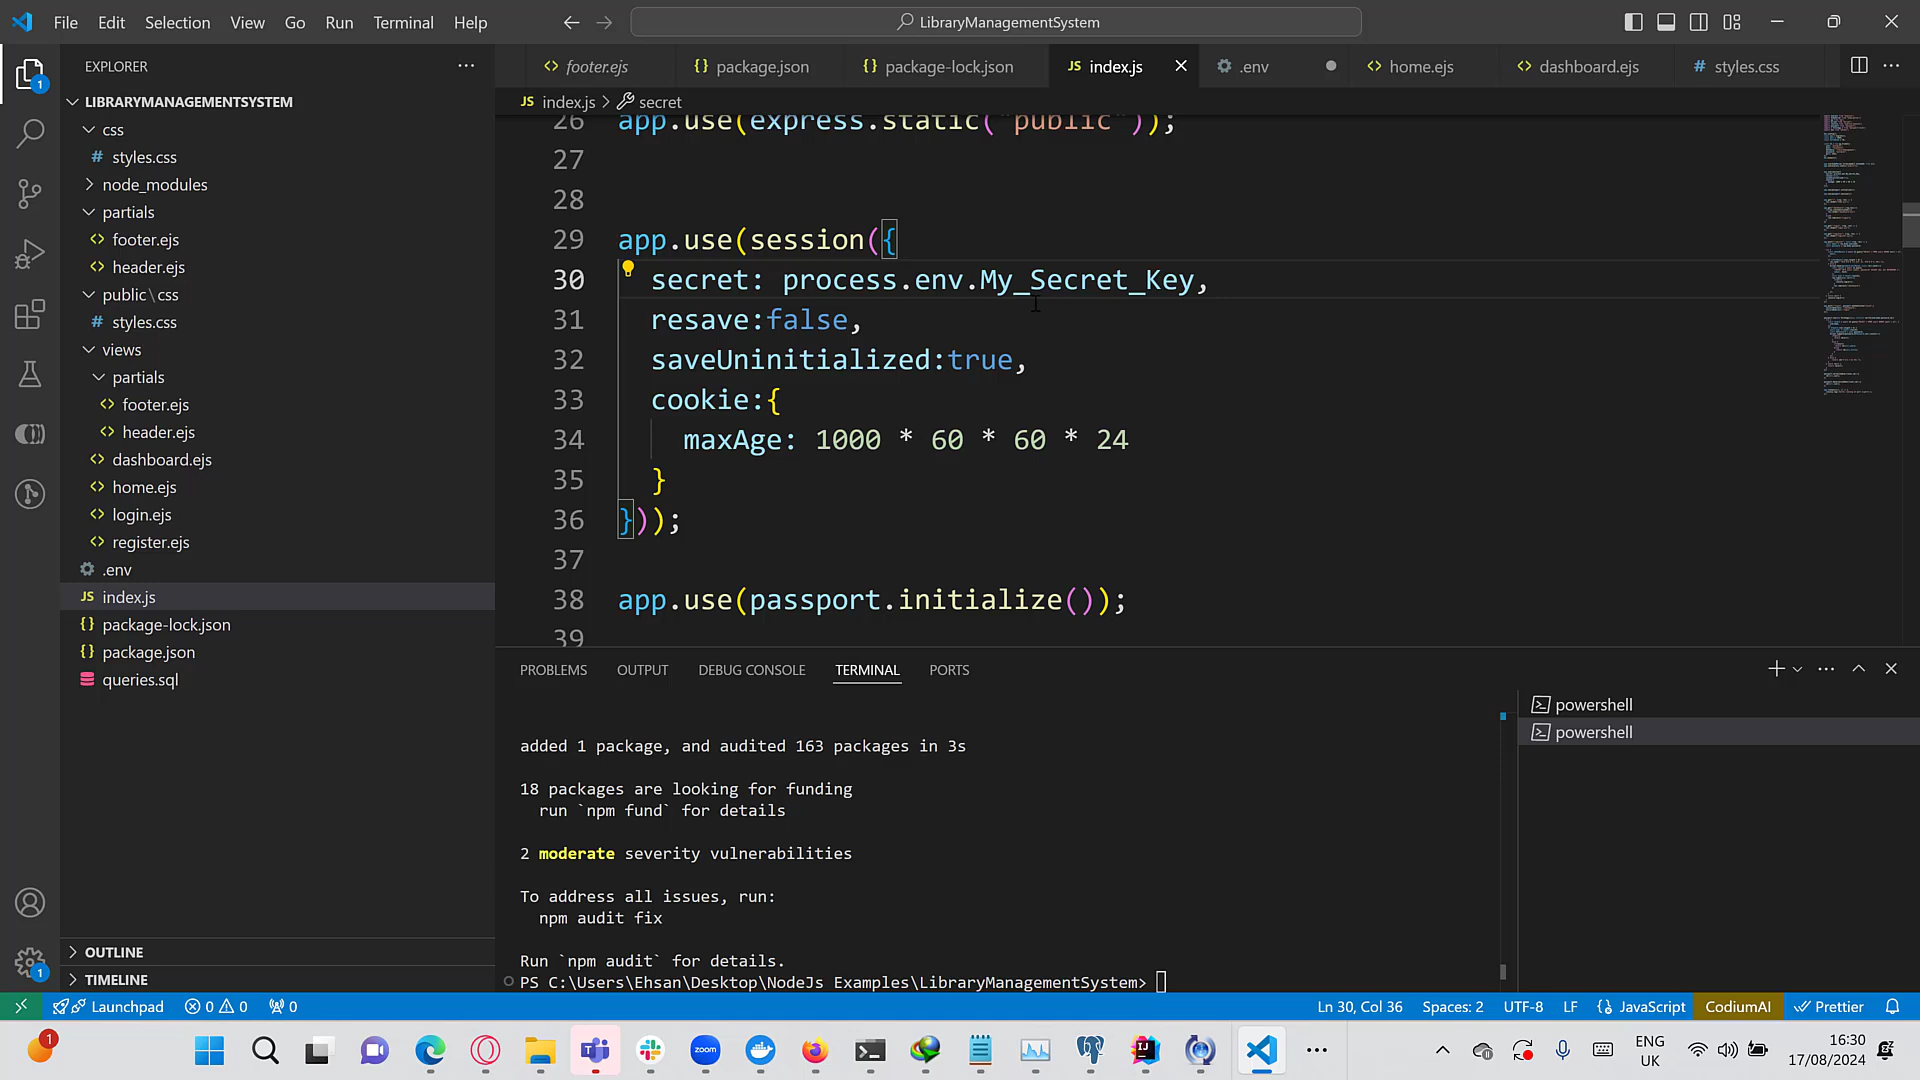 File Edit Selection View Go Run Terminal Help
LibraryManagementSystem
EXPLORER
footer.ejs
package.json
package-lock.json
index.js
.env
home.ejs
dashboard.ejs
styles.css
LIBRARYMANAGEMENTSYSTEM
css
styles.css
node_modules
partials
footer.ejs
header.ejs
public\css
styles.css
views
partials
footer.ejs
header.ejs
dashboard.ejs
home.ejs
login.ejs
register.ejs
.env
index.js
package-lock.json
package.json
queries.sql
OUTLINE
TIMELINE
JS index.js > secret
26 app.use(express.static("public"));
27
28
29 app.use(session({
30 secret: process.env.My_Secret_Key,
31 resave:false,
32 saveUninitialized:true,
33 cookie:{
34 maxAge: 1000 * 60 * 60 * 24
35 }
36 }));
37
38 app.use(passport.initialize());
39
PROBLEMS OUTPUT DEBUG CONSOLE TERMINAL PORTS
added 1 package, and audited 163 packages in 3s
18 packages are looking for funding
run `npm fund` for details
2 moderate severity vulnerabilities
To address all issues, run:
npm audit fix
Run `npm audit` for details.
PS C:\Users\Ehsan\Desktop\NodeJs Examples\LibraryManagementSystem>
powershell
powershell
Launchpad 0 0 0 Ln 30, Col 36 Spaces: 2 UTF-8 LF JavaScript CodiumAI Prettier
1
zoom
ENG
UK
16:30
17/08/2024